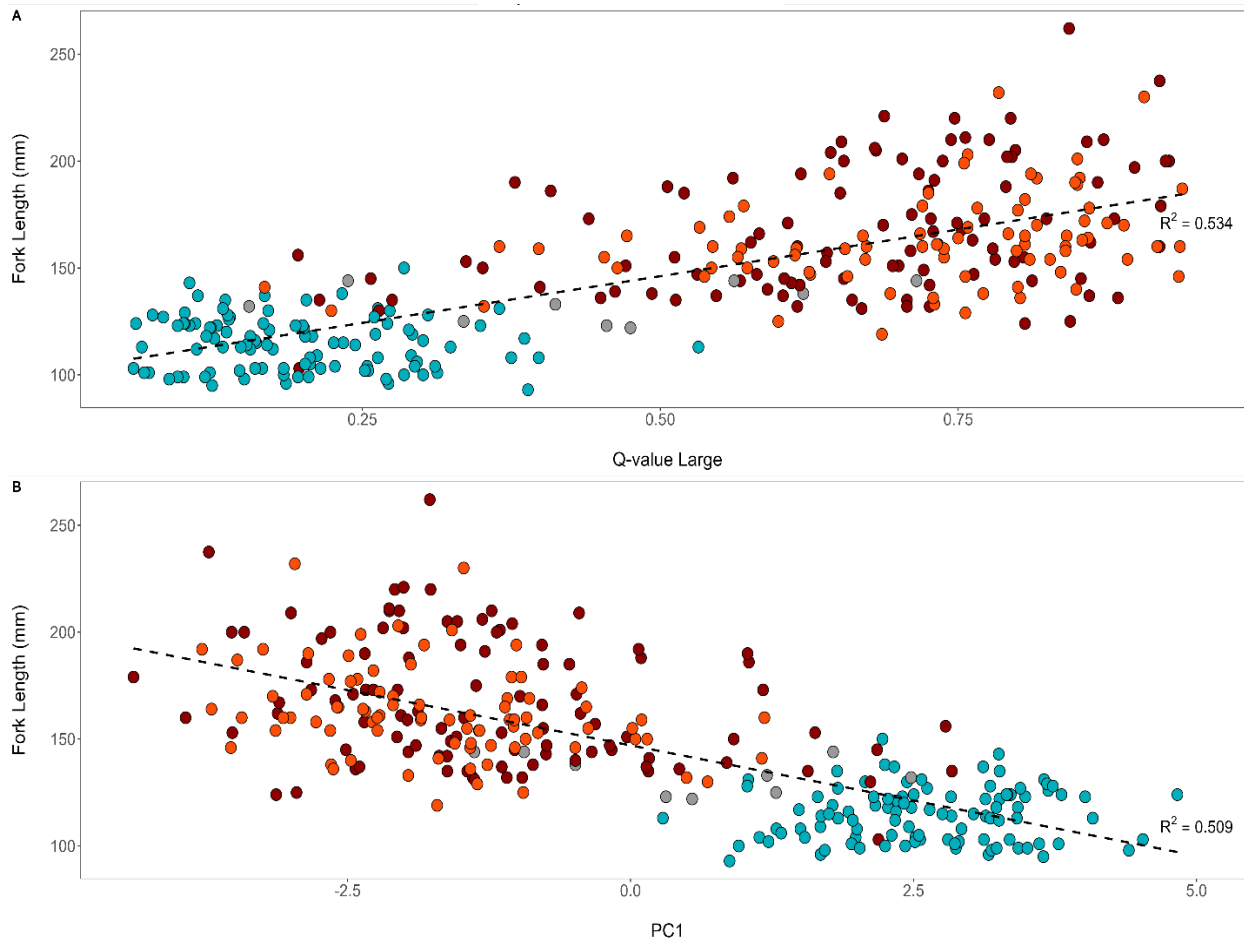 A
250
200
150
100
Fork Length (mm)
R² = 0.534
0.25 0.50 0.75
Q-value Large
B
250
200
150
100
Fork Length (mm)
R² = 0.509
-2.5 0.0 2.5 5.0
PC1